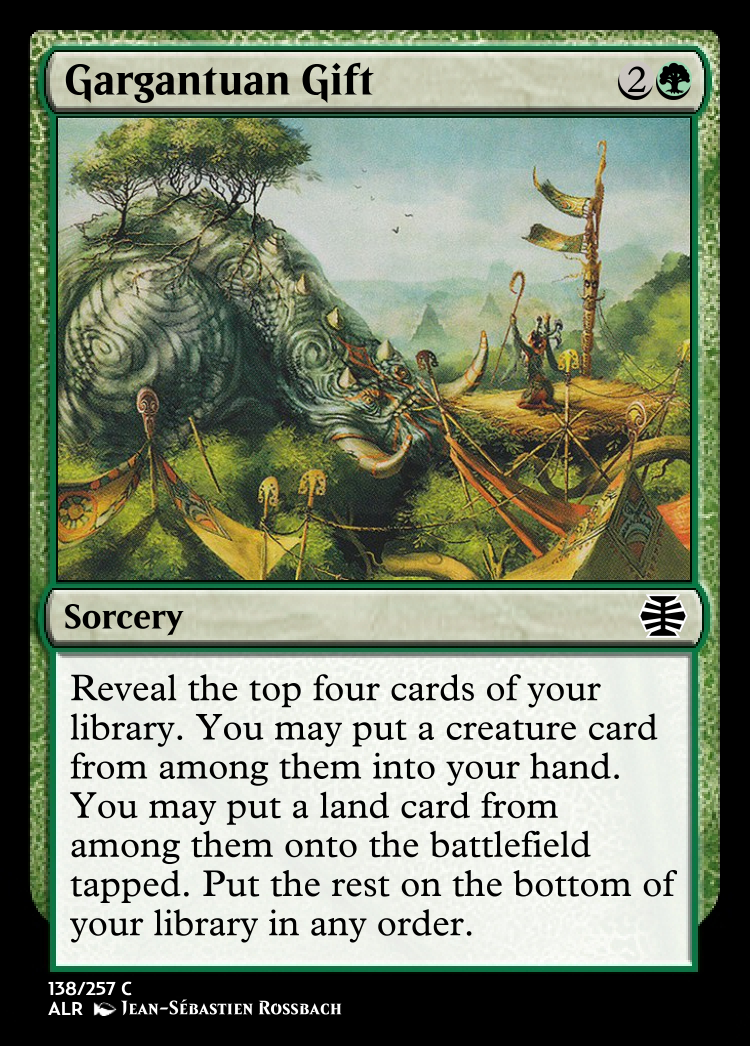 Gargantuan Gift 2
Sorcery
Reveal the top four cards of your
library. You may put a creature card
from among them into your hand.
You may put a land card from
among them onto the battlefield
tapped. Put the rest on the bottom of
your library in any order.
138/257 C
ALR Jean-Sébastien Rossbach